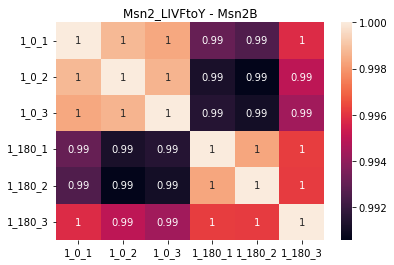 Msn2_LIVFtoY - Msn2B
1_0_1 1 1 1 0.99 0.99 1
1_0_2 1 1 1 0.99 0.99 0.99
1_0_3 1 1 1 0.99 0.99 0.99
1_180_1 0.99 0.99 0.99 1 1 1
1_180_2 0.99 0.99 0.99 1 1 1
1_180_3 1 0.99 0.99 1 1 1
1_0_1 1_0_2 1_0_3 1_180_1 1_180_2 1_180_3
1.000
0.998
0.996
0.994
0.992